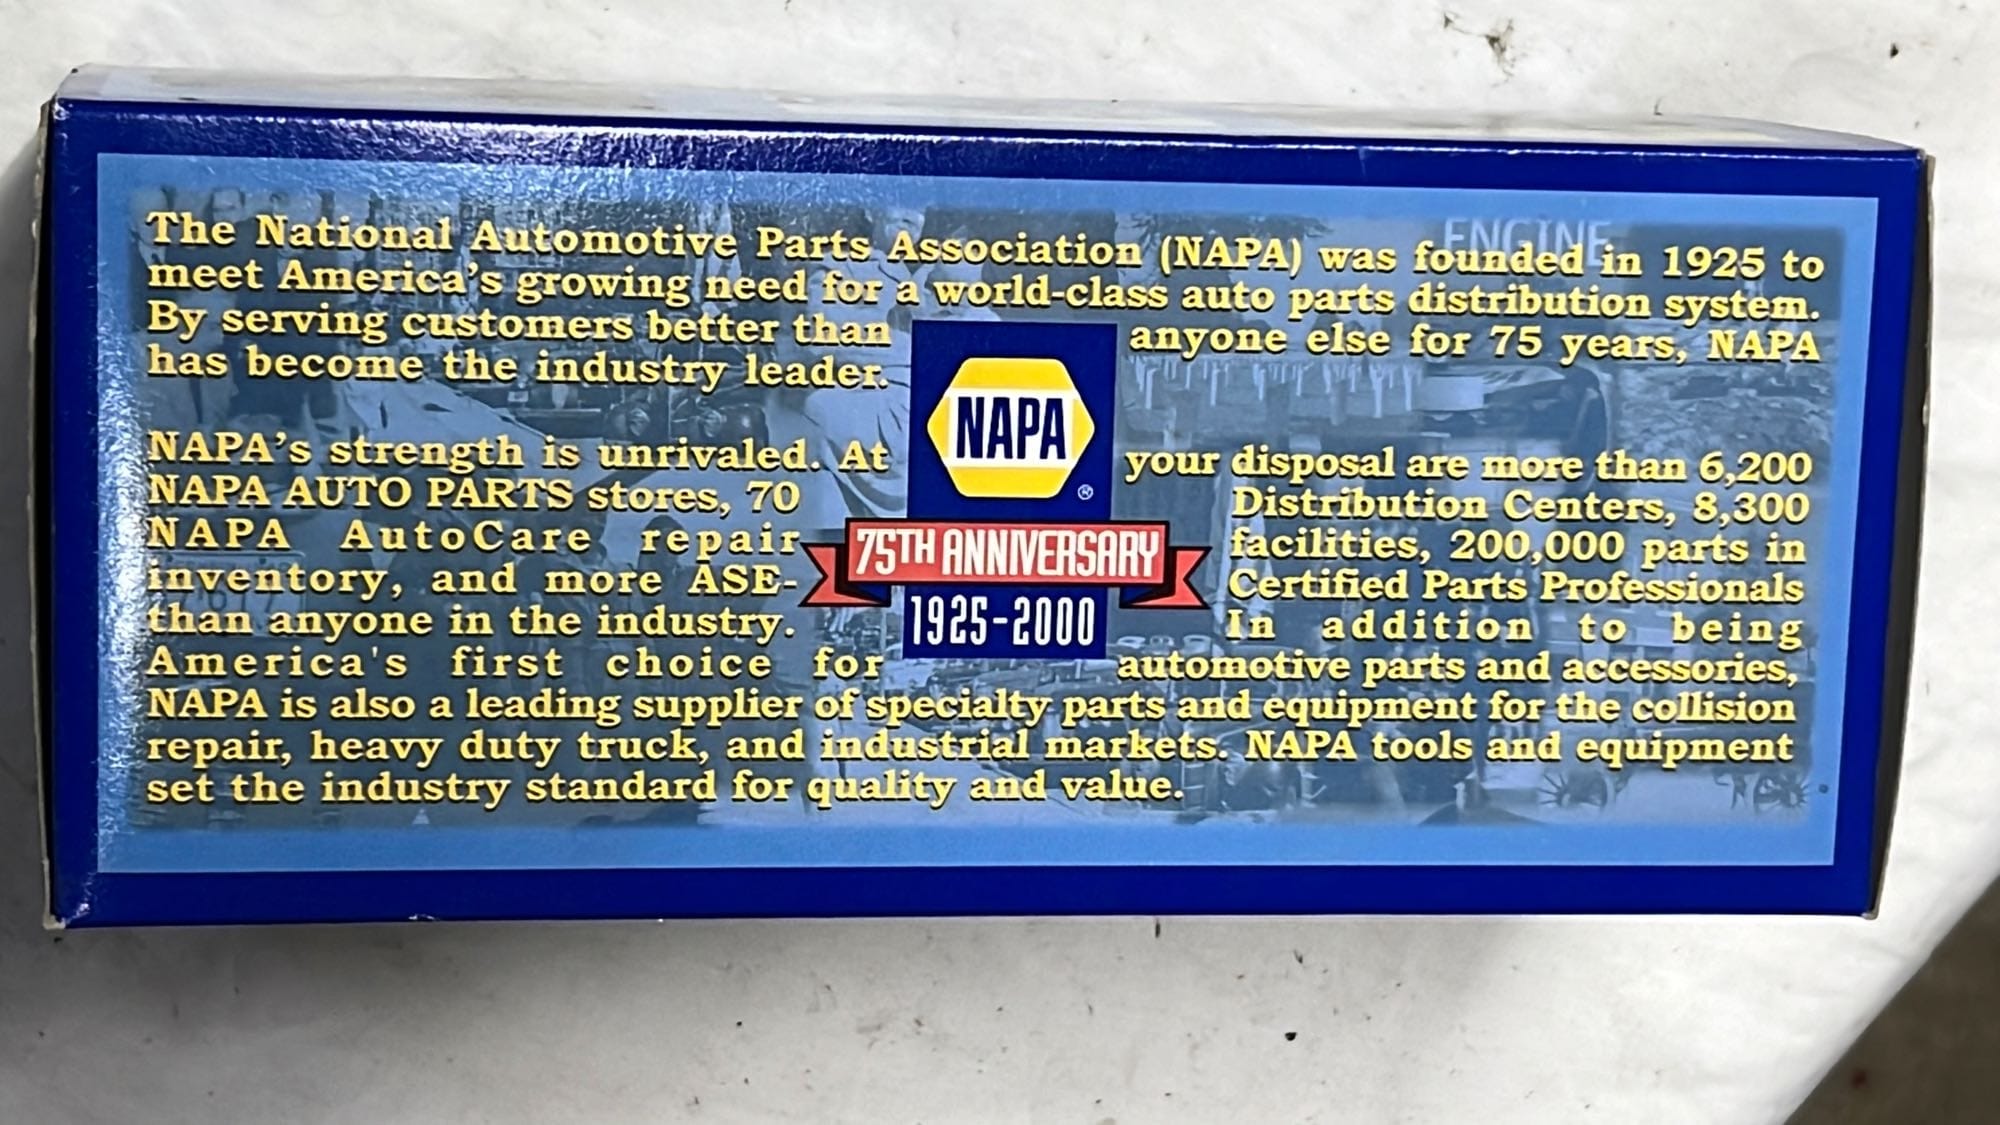 The National Automotive Parts Association (NAPA) was founded in 1925 to
meet America's growing need for a world-class auto parts distribution system.
By serving customers better than anyone else for 75 years, NAPA
has become the industry leader.
NAPA'S strength is unrivaled. At your disposal are more than 6,200
NAPA AUTO PARTS stores, 70 Distribution Centers, 8,300
NAPA AutoCare repair facilities, 200,000 parts in
inventory, and more ASE- Certified Parts Professionals
than anyone in the industry. In addition to being
America's first choice for automotive parts and accessories,
NAPA is also a leading supplier of specialty parts and equipment for the collision
repair, heavy duty truck, and industrial markets. NAPA tools and equipment
set the industry standard for quality and value.
NAPA
®
75TH ANNIVERSARY
1925-2000
ENGINE